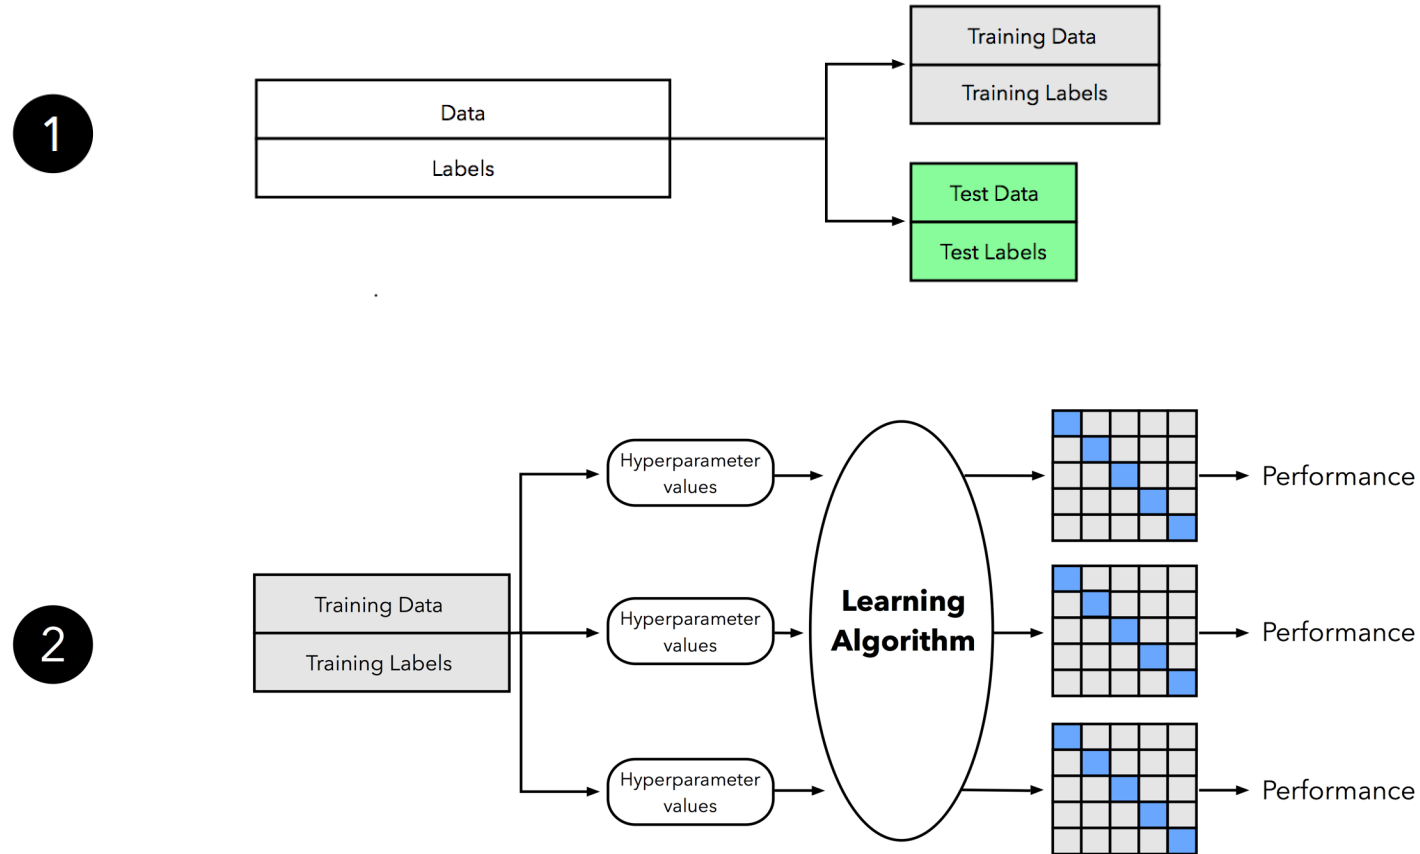 1
Data
Labels
Training Data
Training Labels
Test Data
Test Labels
2
Training Data
Training Labels
Hyperparameter
values
Hyperparameter
values
Hyperparameter
values
Learning
Algorithm
Performance
Performance
Performance